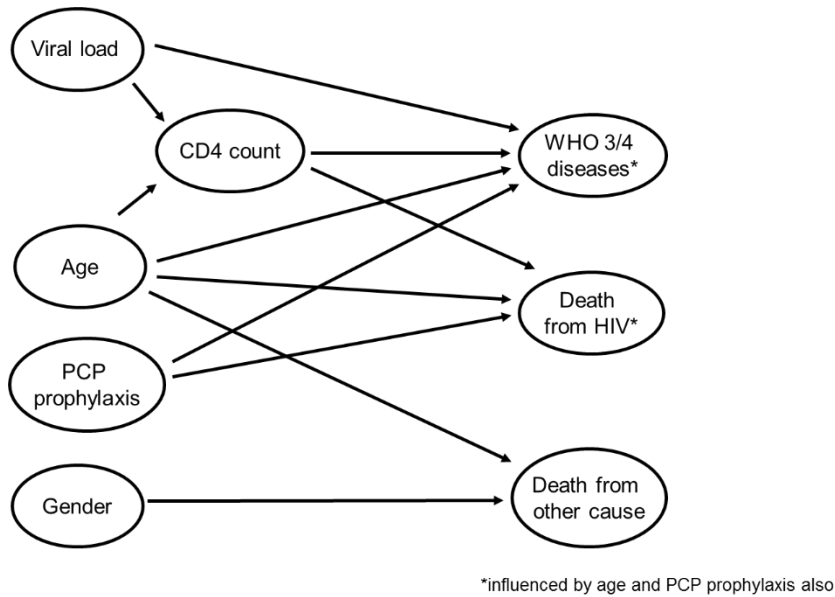 Viral load
CD4 count
WHO 3/4
diseases*
Age
Death
from HIV*
PCP
prophylaxis
Gender
Death from
other cause
*influenced by age and PCP prophylaxis also